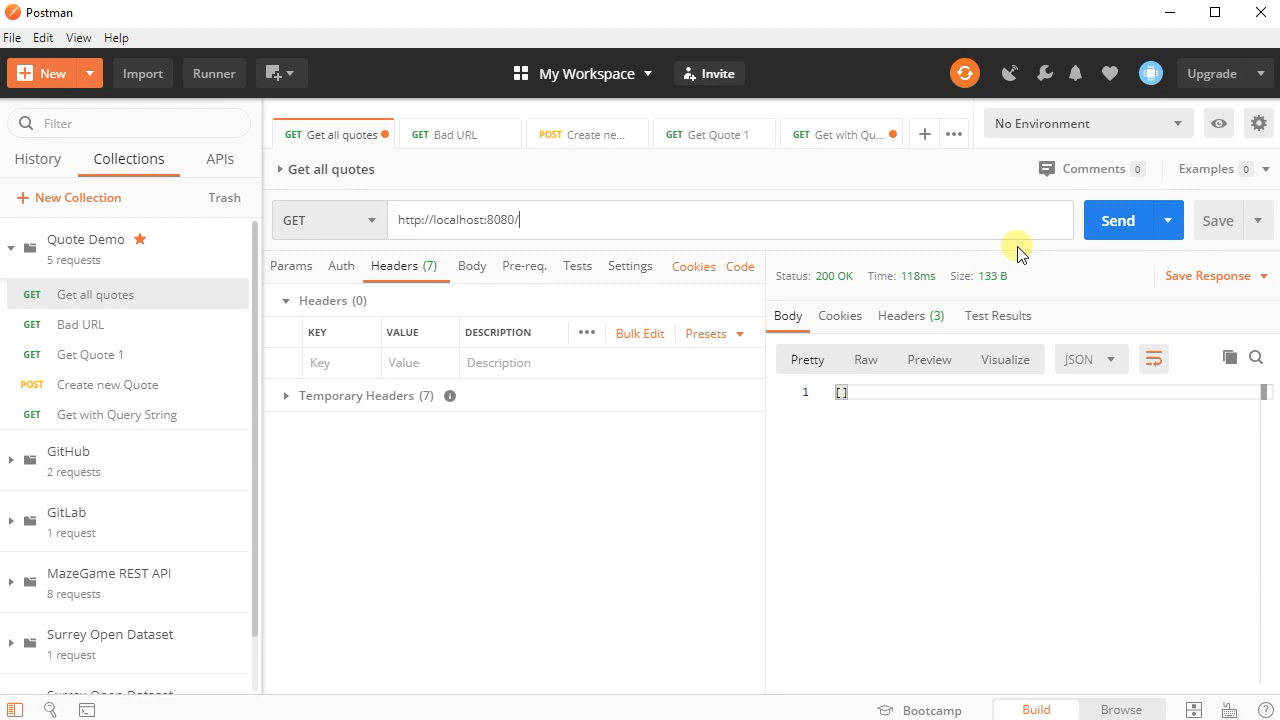 Postman
File Edit View Help
New Import Runner My Workspace Invite Upgrade
Filter
History Collections APIs
New Collection Trash
Quote Demo
5 requests
GET Get all quotes
GET Bad URL
GET Get Quote 1
POST Create new Quote
GET Get with Query String
GitHub
2 requests
GitLab
1 request
MazeGame REST API
8 requests
Surrey Open Dataset
1 request
GET Get all quotes GET Bad URL POST Create ne... GET Get Quote 1 GET Get with Qu... No Environment
Get all quotes Comments 0 Examples 0
GET http://localhost:8080/ Send Save
Params Auth Headers (7) Body Pre-req. Tests Settings Cookies Code
Headers (0)
KEY VALUE DESCRIPTION Bulk Edit Presets
Key Value Description
Temporary Headers (7)
Status: 200 OK Time: 118ms Size: 133 B Save Response
Body Cookies Headers (3) Test Results
Pretty Raw Preview Visualize JSON
1 []
Bootcamp Build Browse